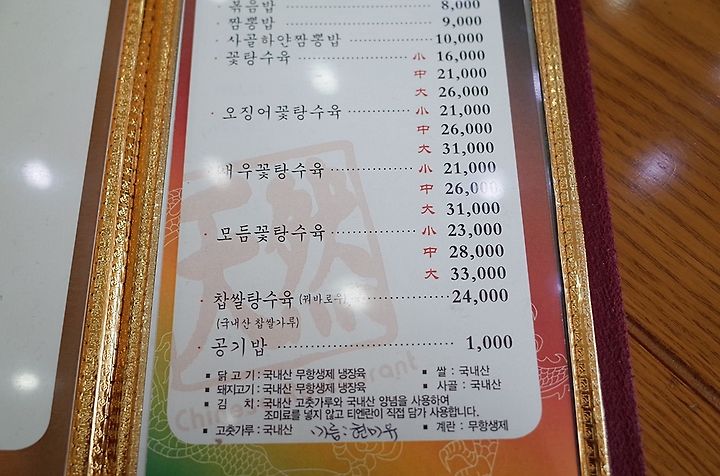 볶음밥 8,000
· 짬뽕밥 9,000
· 사골하얀짬뽕밥 10,000
· 꽃탕수육 小 16,000
中 21,000
大 26,000
· 오징어꽃탕수육 小 21,000
中 26,000
大 31,000
새우꽃탕수육 小 21,000
中 26,000
大 31,000
· 모듬꽃탕수육 小 23,000
中 28,000
大 33,000
· 찹쌀탕수육 (꿔바로우) 24,000
(국내산 찹쌀가루)
· 공기밥 1,000
■ 닭고기 : 국내산 무항생제 냉장육 ■ 쌀 : 국내산
■ 돼지고기 : 국내산 무항생제 냉장육 ■ 사골 : 국내산
■ 김치 : 국내산 고춧가루와 국내산 양념을 사용하여
조미료를 넣지 않고 티엔란이 직접 담가 사용합니다.
■ 고춧가루 : 국내산 기름 : 현미유 ■ 계란 : 무항생제